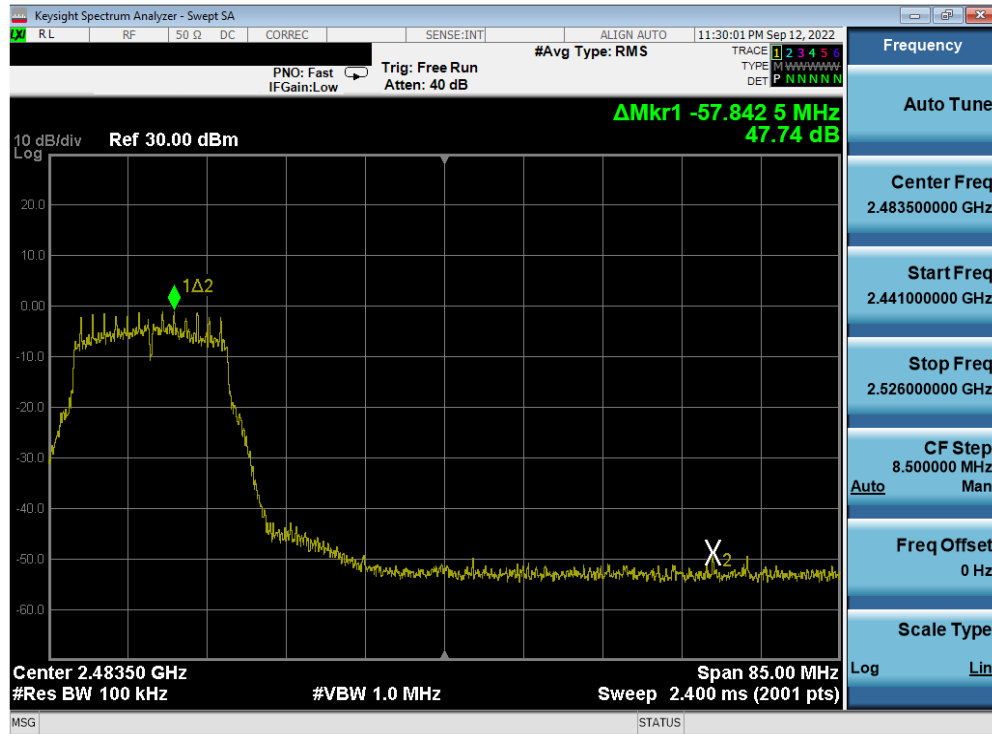 Keysight Spectrum Analyzer - Swept SA
LXI RL RF 50 Ω DC CORREC SENSE:INT ALIGN AUTO 11:30:01 PM Sep 12, 2022
#Avg Type: RMS
TRACE 1 2 3 4 5 6
TYPE M W W W W W
DET P N N N N N
PNO: Fast
IFGain:Low
Trig: Free Run
Atten: 40 dB
ΔMkr1 -57.842 5 MHz
47.74 dB
10 dB/div
Log
Ref 30.00 dBm
20.0
10.0
0.00
-10.0
-20.0
-30.0
-40.0
-50.0
-60.0
1Δ2
X2
Center 2.48350 GHz
Span 85.00 MHz
#Res BW 100 kHz
#VBW 1.0 MHz
Sweep 2.400 ms (2001 pts)
MSG
STATUS
Frequency
Auto Tune
Center Freq
2.483500000 GHz
Start Freq
2.441000000 GHz
Stop Freq
2.526000000 GHz
CF Step
8.500000 MHz
Auto Man
Freq Offset
0 Hz
Scale Type
Log Lin